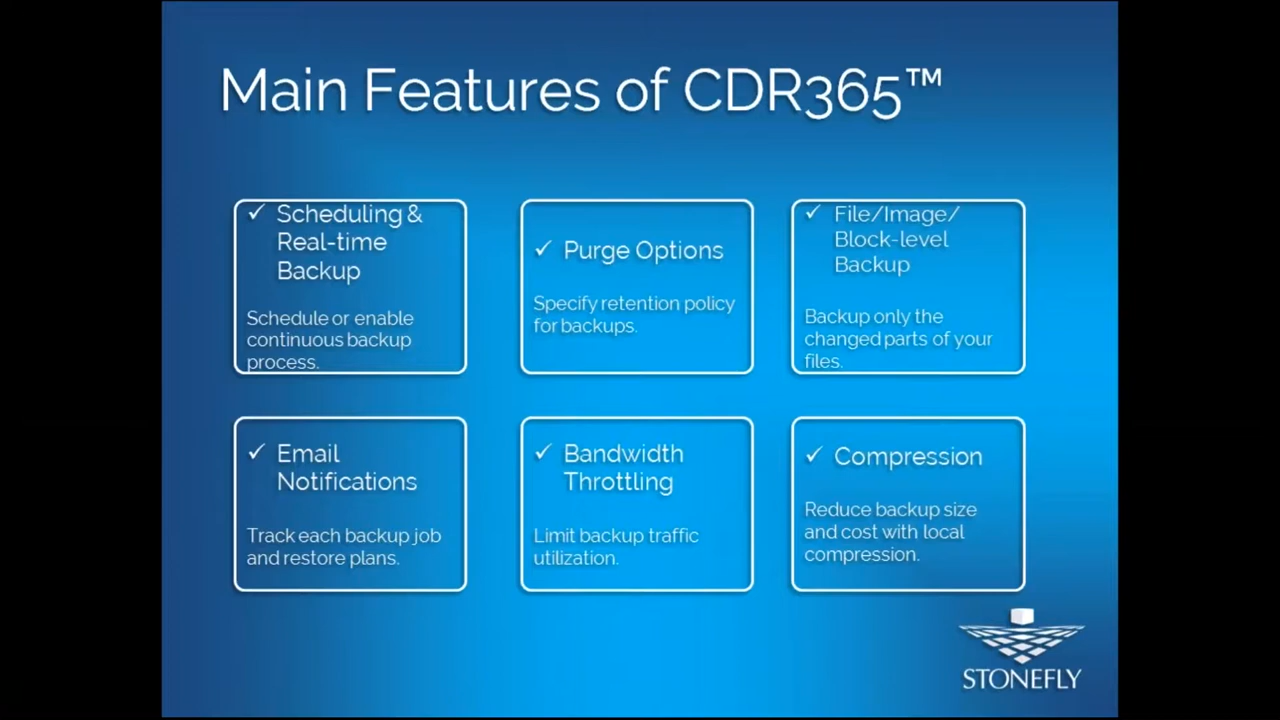 Main Features of CDR365™
✓ Scheduling &
Real-time
Backup
Schedule or enable
continuous backup
process.
✓ Purge Options
Specify retention policy
for backups.
✓ File/Image/
Block-level
Backup
Backup only the
changed parts of your
files.
✓ Email
Notifications
Track each backup job
and restore plans.
✓ Bandwidth
Throttling
Limit backup traffic
utilization.
✓ Compression
Reduce backup size
and cost with local
compression.
STONEFLY